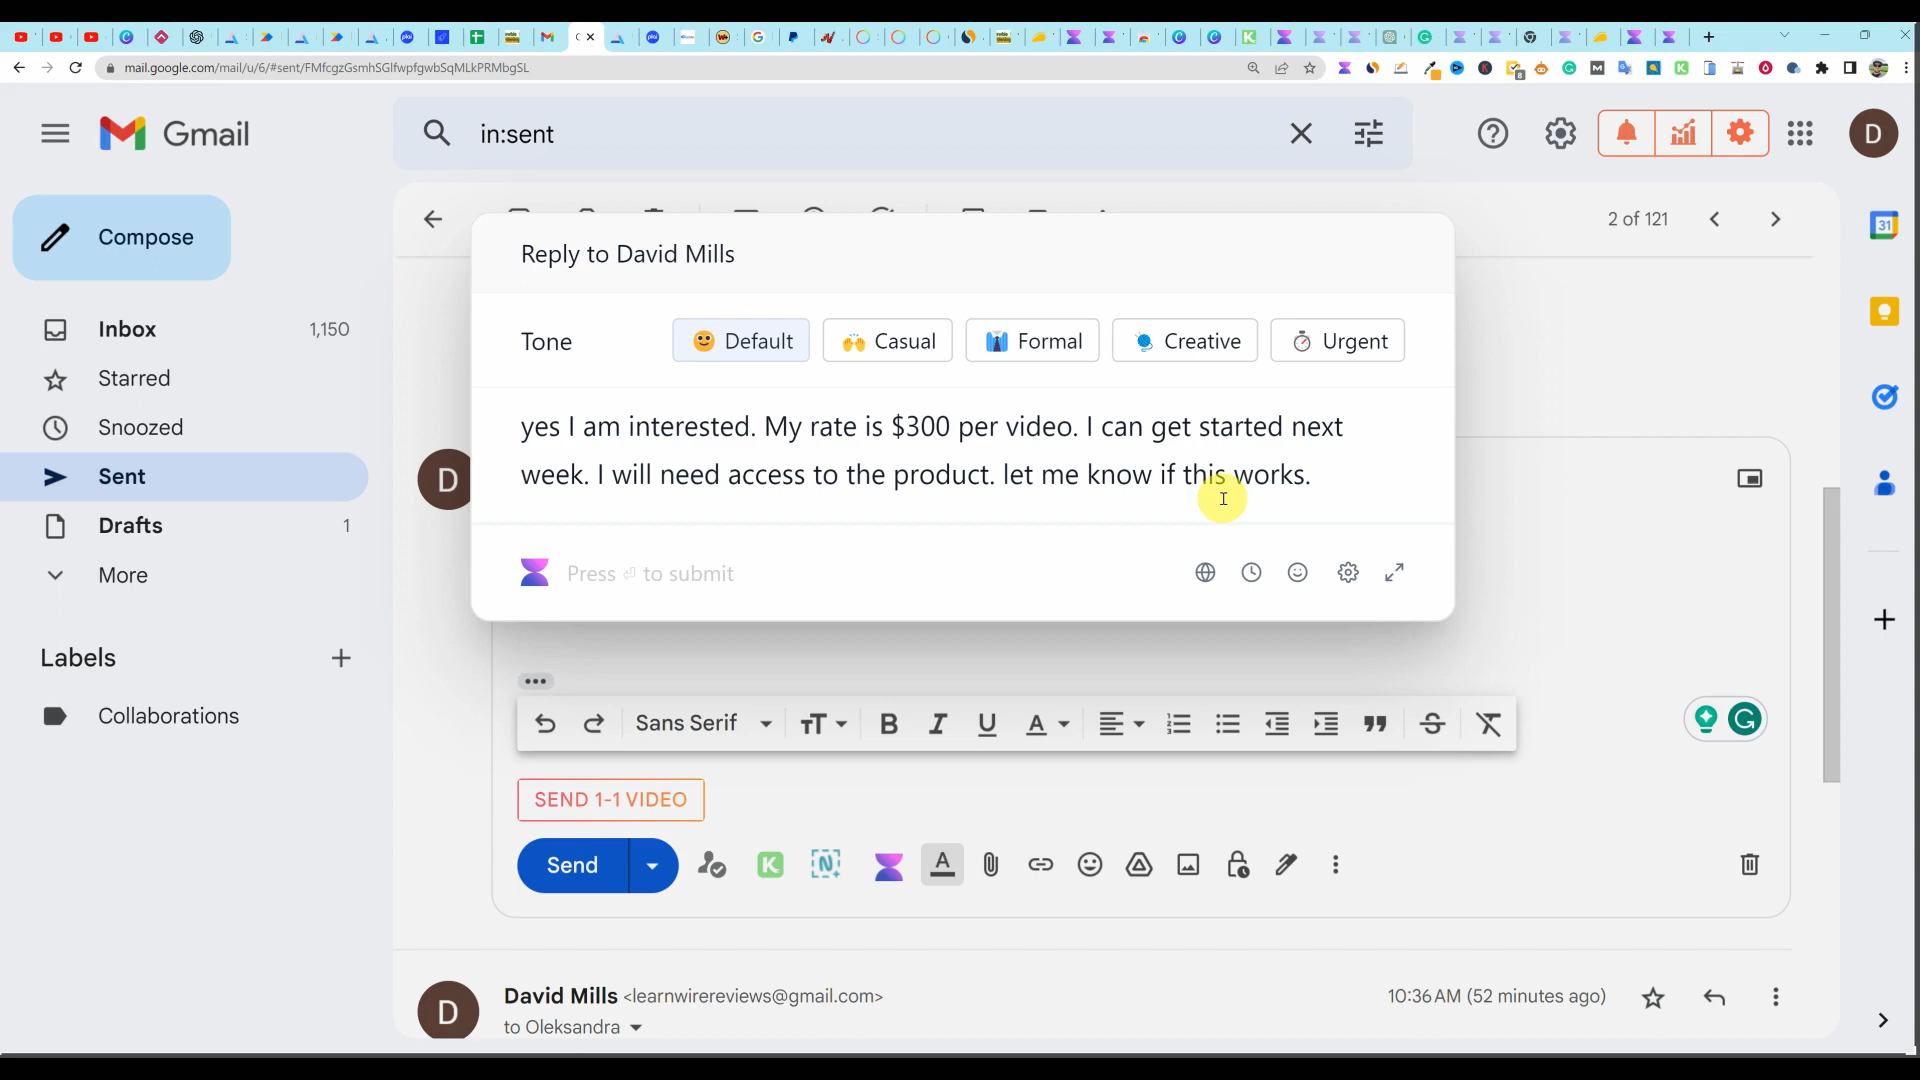 mail.google.com/mail/u/6/#sent/FMfcgzGsmhSGlfwpfgwbSqMLkPRMbgSL
Gmail
in:sent
D
Compose
2 of 121
31
Reply to David Mills
Inbox 1,150
Tone Default Casual Formal Creative Urgent
Starred
Snoozed
yes I am interested. My rate is $300 per video. I can get started next
week. I will need access to the product. let me know if this works.
Sent
D
Drafts 1
More
Press ⏎ to submit
Labels
Collaborations
Sans Serif
SEND 1-1 VIDEO
Send
David Mills <learnwirereviews@gmail.com>
10:36 AM (52 minutes ago)
D
to Oleksandra